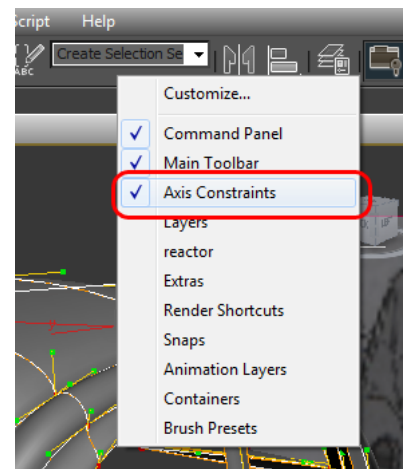 Script Help
ABC
Create Selection Se
Customize...
Command Panel
Main Toolbar
Axis Constraints
Layers
reactor
Extras
Render Shortcuts
Snaps
Animation Layers
Containers
Brush Presets